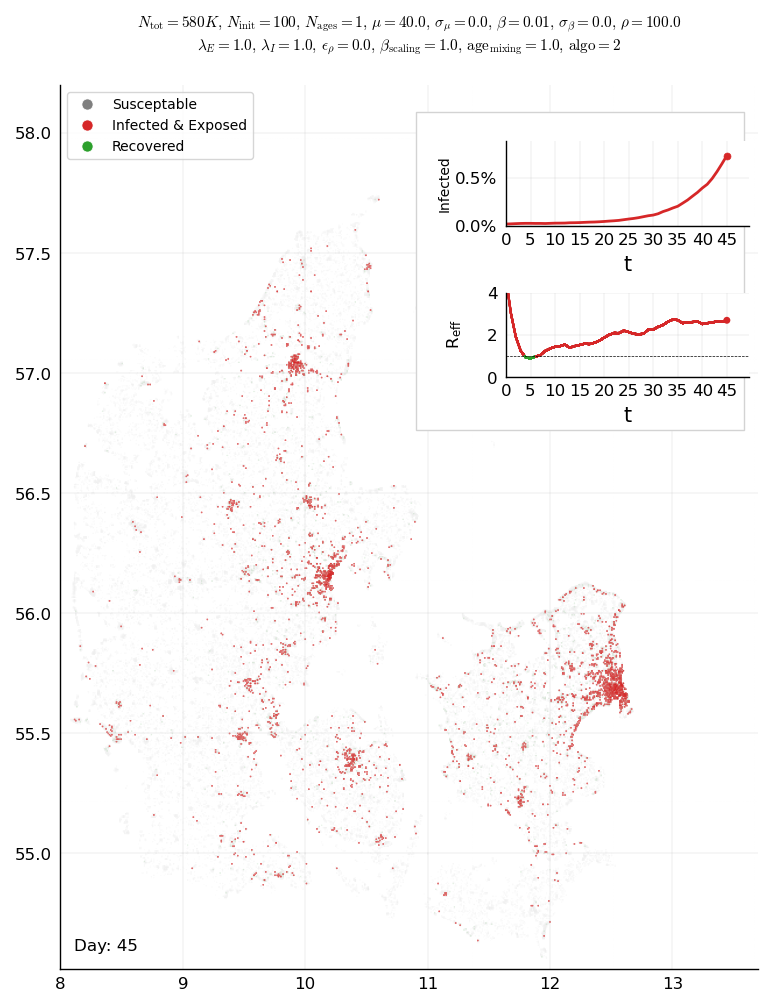 N_tot = 580K, N_init = 100, N_ages = 1, μ = 40.0, σ_μ = 0.0, β = 0.01, σ_β = 0.0, ρ = 100.0
λ_E = 1.0, λ_I = 1.0, ϵ_ρ = 0.0, β_scaling = 1.0, age_mixing = 1.0, algo = 2
Susceptable
Infected & Exposed
Recovered
58.0
57.5
57.0
56.5
56.0
55.5
55.0
Infected
0.5%
0.0%
0 5 10 15 20 25 30 35 40 45
t
R_eff
4
2
0
0 5 10 15 20 25 30 35 40 45
t
Day: 45
8 9 10 11 12 13